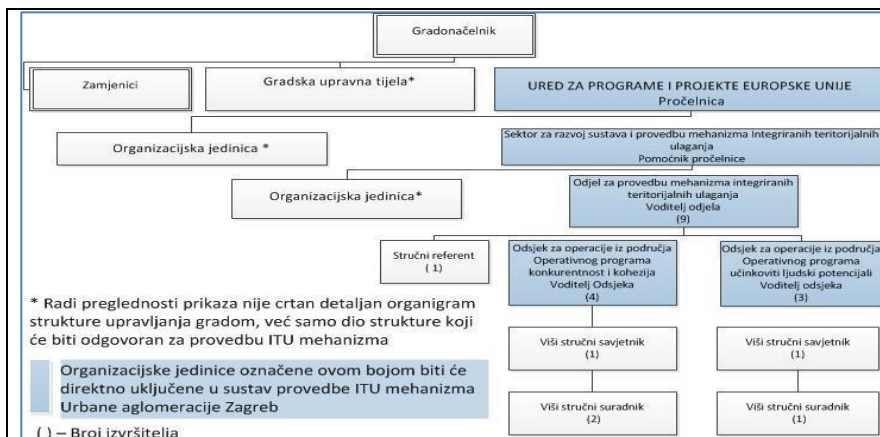 Gradonačelnik
Zamjenici
Gradska upravna tijela*
URED ZA PROGRAME I PROJEKTE EUROPSKE UNIJE
Pročelnica
Organizacijska jedinica *
Sektor za razvoj sustava i provedbu mehanizma Integriranih teritorijalnih
ulaganja
Pomoćnik pročelnice
Organizacijska jedinica*
Odjel za provedbu mehanizma integriranih
teritorijalnih ulaganja
Voditelj odjela
(9)
Stručni referent
( 1)
Odsjek za operacije iz područja
Operativnog programa
konkurentnost i kohezija
Voditelj Odsjeka
(4)
Odsjek za operacije iz područja
Operativnog programa
učinkoviti ljudski potencijali
Voditelj odsjeka
(3)
Viši stručni savjetnik
(1)
Viši stručni savjetnik
(1)
Viši stručni suradnik
(2)
Viši stručni suradnik
(1)
* Radi preglednosti prikaza nije crtan detaljan organigram
strukture upravljanja gradom, već samo dio strukture koji
će biti odgovoran za provedbu ITU mehanizma
Organizacijske jedinice označene ovom bojom biti će
direktno uključene u sustav provedbe ITU mehanizma
Urbane aglomeracije Zagreb
( ) – Broj izvršitelja